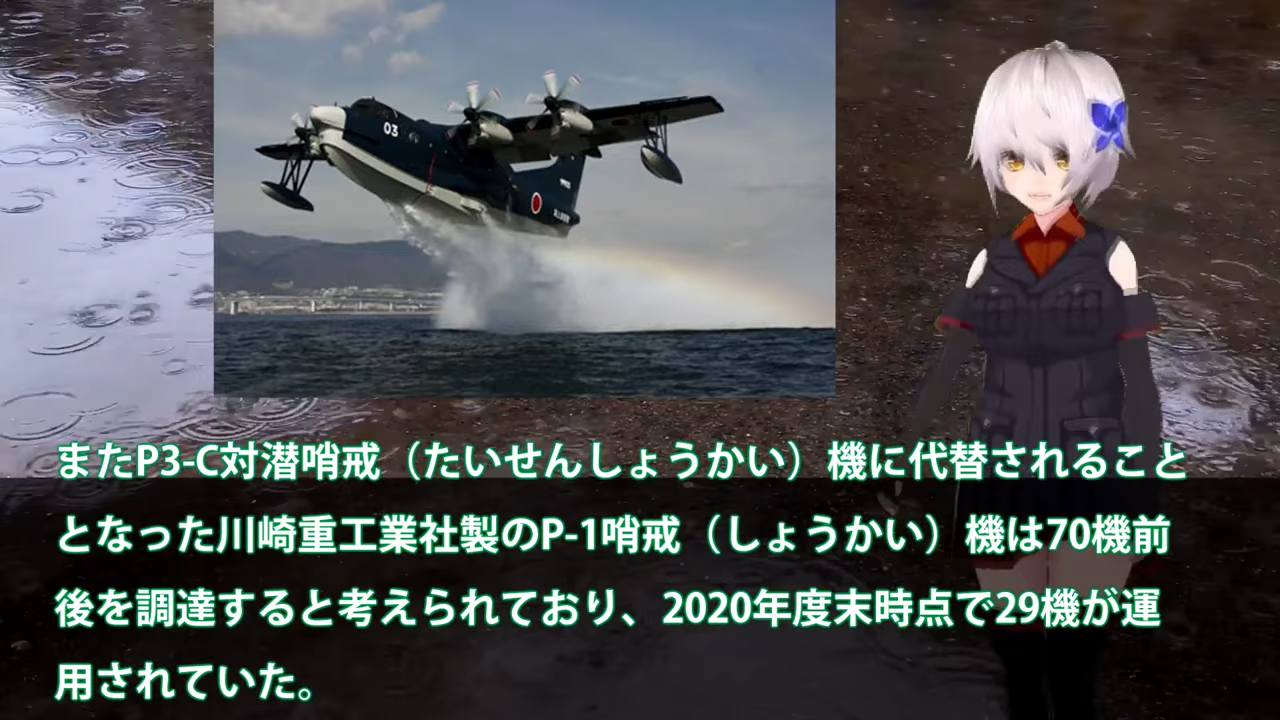 03
またP3-C対潜哨戒（たいせんしょうかい）機に代替されること
となった川崎重工業社製のP-1哨戒（しょうかい）機は70機前
後を調達すると考えられており、2020年度末時点で29機が運
用されていた。